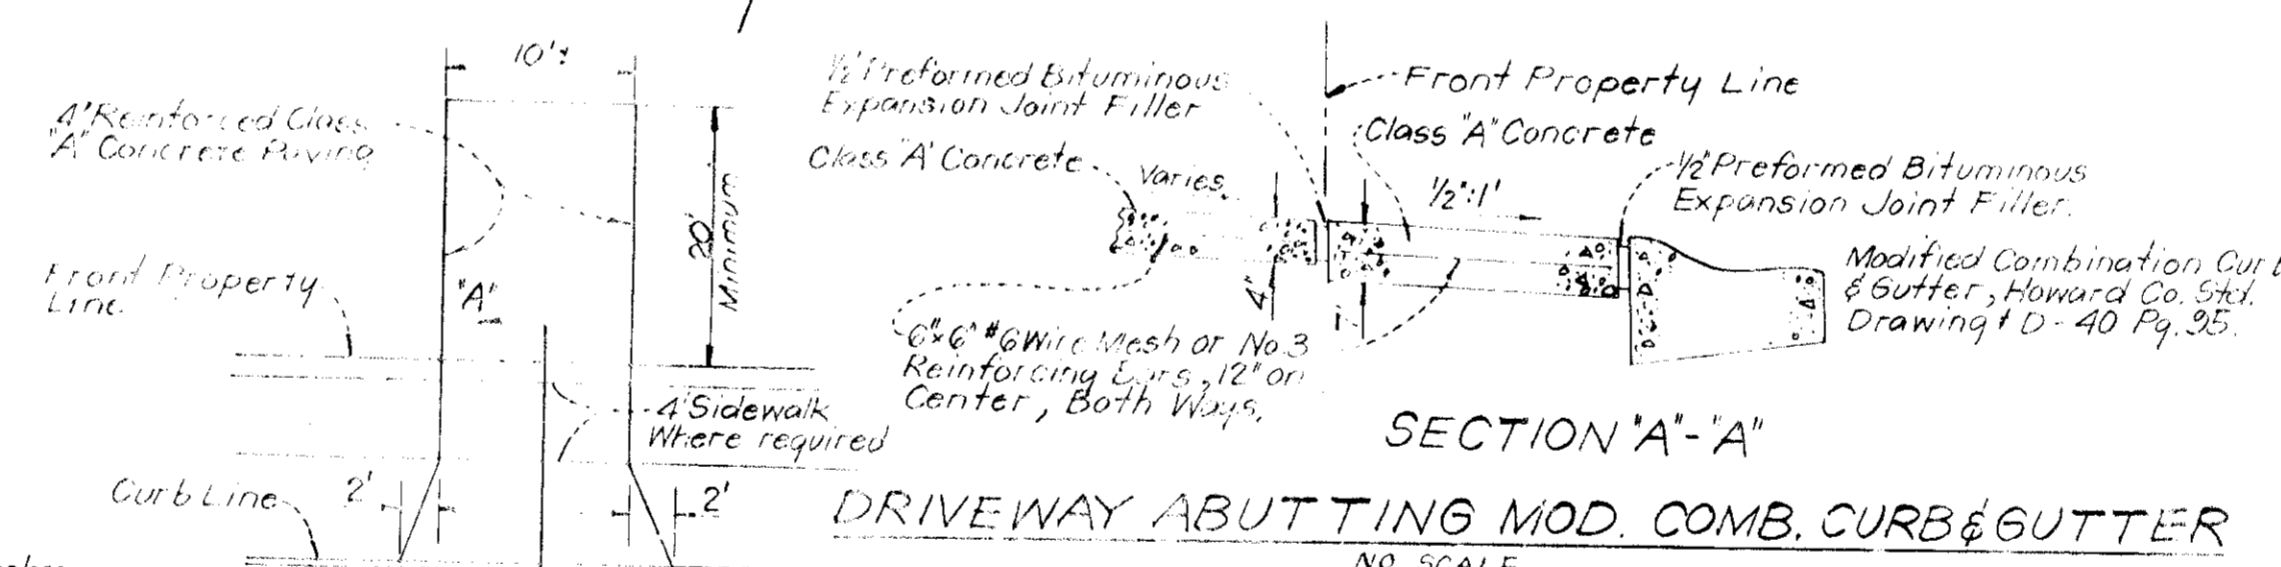 10'±
4" Reinforced Class
"A" Concrete Paving
Front Property
Line.
"A"
20'
Minimum
4' Sidewalk
Where required
Curb Line
2'
2'
1/2" Preformed Bituminous
Expansion Joint Filler
Front Property Line
Class "A" Concrete
Class "A" Concrete
Varies.
1/2":1'
1/2" Preformed Bituminous
Expansion Joint Filler.
4"
6"x6" #6 Wire Mesh or No.3
Reinforcing Bars, 12" on
Center, Both Ways.
Modified Combination Curb
& Gutter, Howard Co. Std.
Drawing # D-40 Pg. 95.
SECTION "A"-"A"
DRIVEWAY ABUTTING MOD. COMB. CURB & GUTTER
NO SCALE